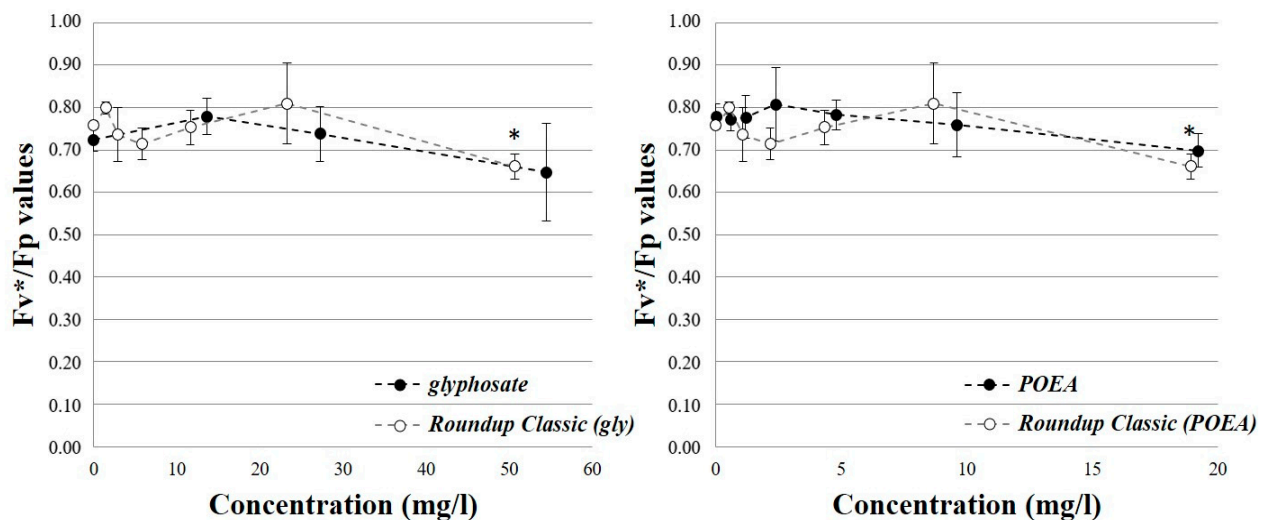 1.00
0.90
0.80
0.70
0.60
0.50
0.40
0.30
0.20
0.10
0.00
Fv*/Fp values
*
glyphosate
Roundup Classic (gly)
0 10 20 30 40 50 60
Concentration (mg/l)
1.00
0.90
0.80
0.70
0.60
0.50
0.40
0.30
0.20
0.10
0.00
Fv*/Fp values
*
POEA
Roundup Classic (POEA)
0 5 10 15 20
Concentration (mg/l)